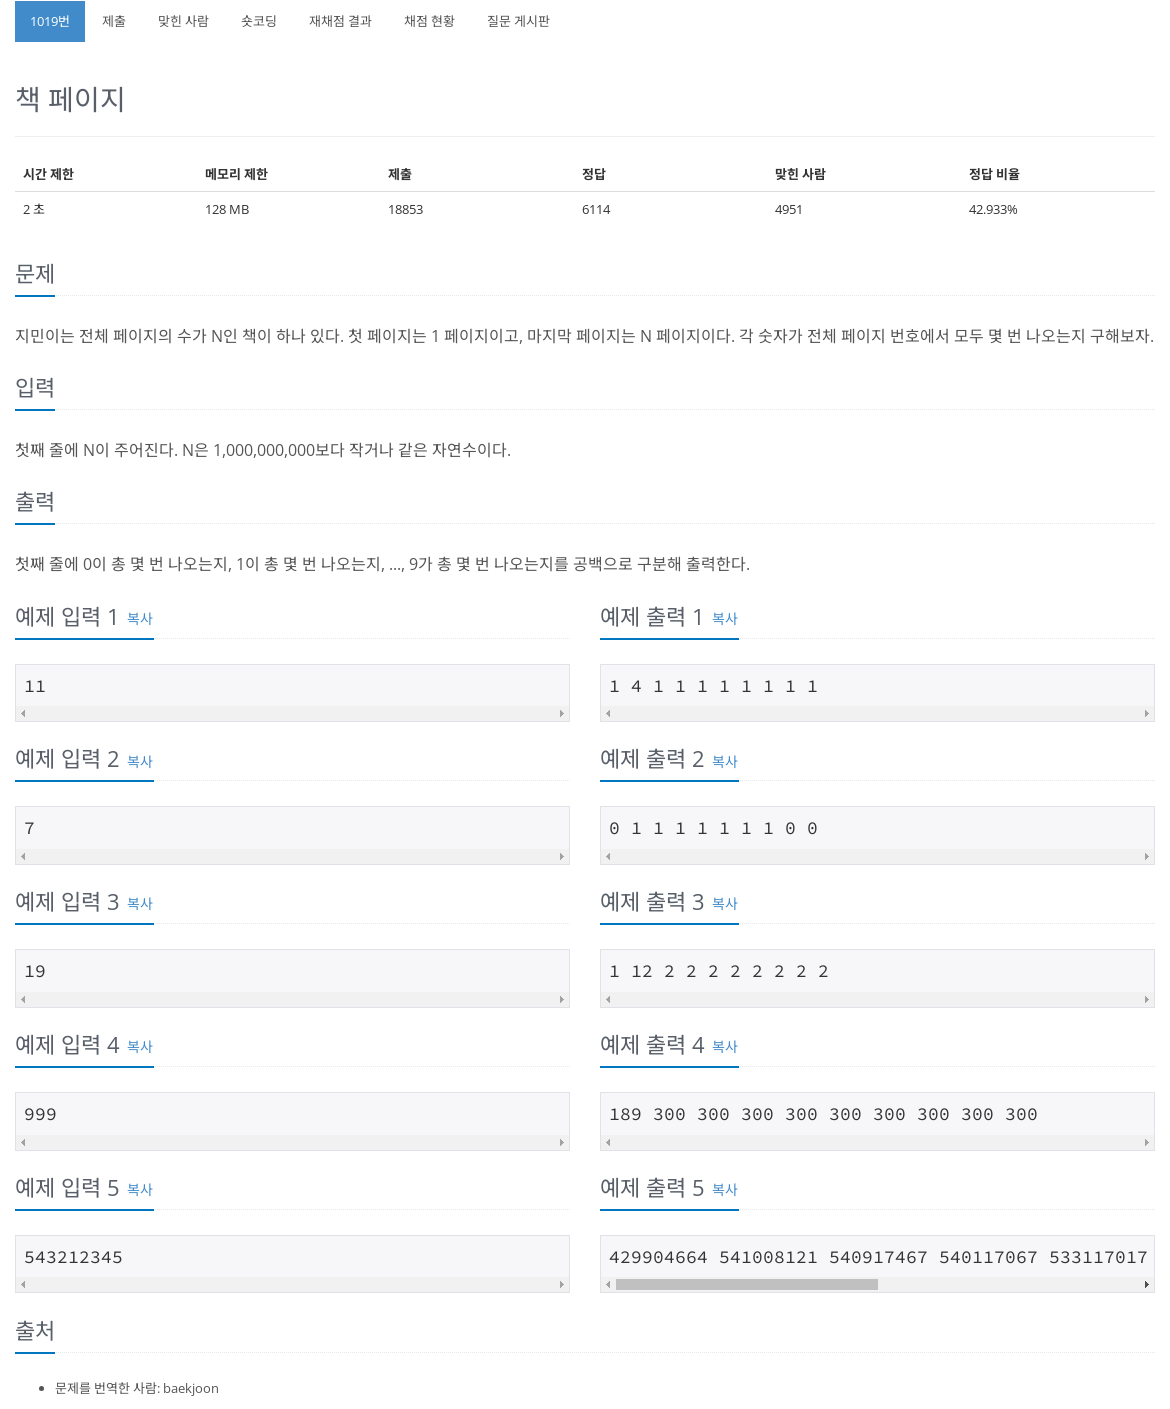 1019번 제출 맞힌 사람 숏코딩 재채점 결과 채점 현황 질문 게시판
책 페이지
시간 제한 메모리 제한 제출 정답 맞힌 사람 정답 비율
2 초 128 MB 18853 6114 4951 42.933%
문제
지민이는 전체 페이지의 수가 N인 책이 하나 있다. 첫 페이지는 1 페이지이고, 마지막 페이지는 N 페이지이다. 각 숫자가 전체 페이지 번호에서 모두 몇 번 나오는지 구해보자.
입력
첫째 줄에 N이 주어진다. N은 1,000,000,000보다 작거나 같은 자연수이다.
출력
첫째 줄에 0이 총 몇 번 나오는지, 1이 총 몇 번 나오는지, ..., 9가 총 몇 번 나오는지를 공백으로 구분해 출력한다.
예제 입력 1 복사 예제 출력 1 복사
11
1 4 1 1 1 1 1 1 1 1
예제 입력 2 복사 예제 출력 2 복사
7
0 1 1 1 1 1 1 1 0 0
예제 입력 3 복사 예제 출력 3 복사
19
1 12 2 2 2 2 2 2 2 2
예제 입력 4 복사 예제 출력 4 복사
999
189 300 300 300 300 300 300 300 300 300
예제 입력 5 복사 예제 출력 5 복사
543212345
429904664 541008121 540917467 540117067 533117017
출처
문제를 번역한 사람: baekjoon